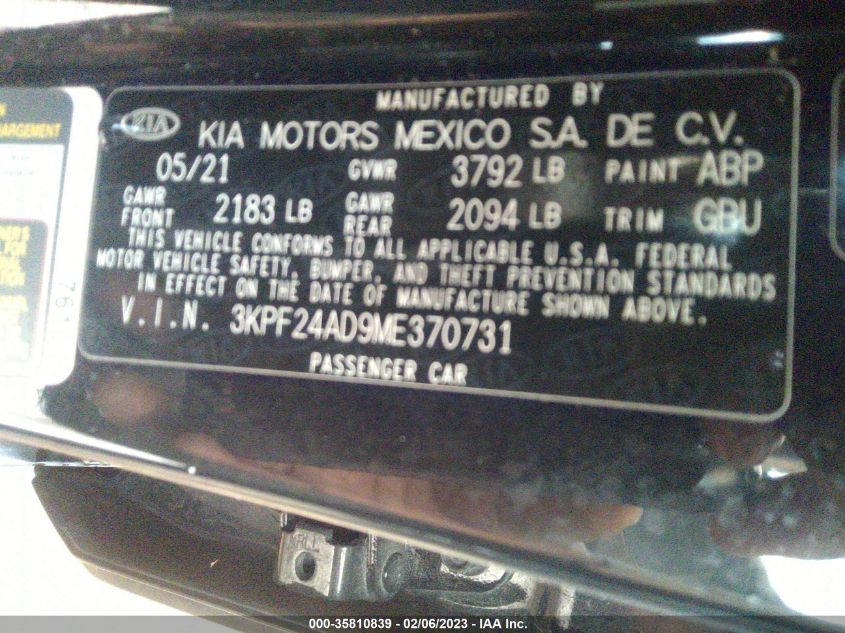 MANUFACTURED BY
KIA KIA MOTORS MEXICO S.A. DE C.V.
05/21 GVWR 3792 LB PAINT ABP
GAWR FRONT 2183 LB GAWR REAR 2094 LB TRIM GBU
THIS VEHICLE CONFORMS TO ALL APPLICABLE U.S.A. FEDERAL
MOTOR VEHICLE SAFETY, BUMPER, AND THEFT PREVENTION STANDARDS
IN EFFECT ON THE DATE OF MANUFACTURE SHOWN ABOVE.
V.I.N. 3KPF24AD9ME370731
PASSENGER CAR
000-35810839 - 02/06/2023 - IAA Inc.